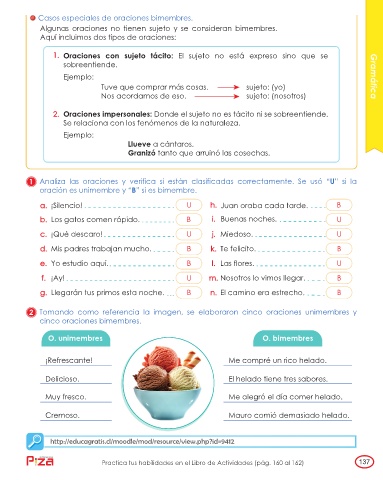 Casos especiales de oraciones bimembres.
Algunas oraciones no tienen sujeto y se consideran bimembres.
Aquí incluimos dos tipos de oraciones:
1. Oraciones con sujeto tácito: El sujeto no está expreso sino que se
sobreentiende.
Ejemplo:
Tuve que comprar más cosas. sujeto: (yo)
Nos acordamos de eso. sujeto: (nosotros)
2. Oraciones impersonales: Donde el sujeto no es tácito ni se sobreentiende.
Se relaciona con los fenómenos de la naturaleza.
Ejemplo:
Llueve a cántaros.
Granizó tanto que arruinó las cosechas.
Gramática
1 Analiza las oraciones y verifica si están clasificadas correctamente. Se usó "U" si la
oración es unimembre y "B" si es bimembre.
a. ¡Silencio! U
b. Los gatos comen rápido. B
c. ¡Qué descaro! U
d. Mis padres trabajan mucho. B
e. Yo estudio aquí. B
f. ¡Ay! U
g. Llegarán tus primos esta noche. B
h. Juan oraba cada tarde. B
i. Buenas noches. U
j. Miedoso. U
k. Te felicito. B
l. Las flores. U
m. Nosotros lo vimos llegar. B
n. El camino era estrecho. B
2 Tomando como referencia la imagen, se elaboraron cinco oraciones unimembres y
cinco oraciones bimembres.
O. unimembres
¡Refrescante!
Delicioso.
Muy fresco.
Cremoso.
O. bimembres
Me compré un rico helado.
El helado tiene tres sabores.
Me alegró el día comer helado.
Mauro comió demasiado helado.
http://educagratis.cl/moodle/mod/resource/view.php?id=9412
Practica tus habilidades en el Libro de Actividades (pág. 160 al 162)
137